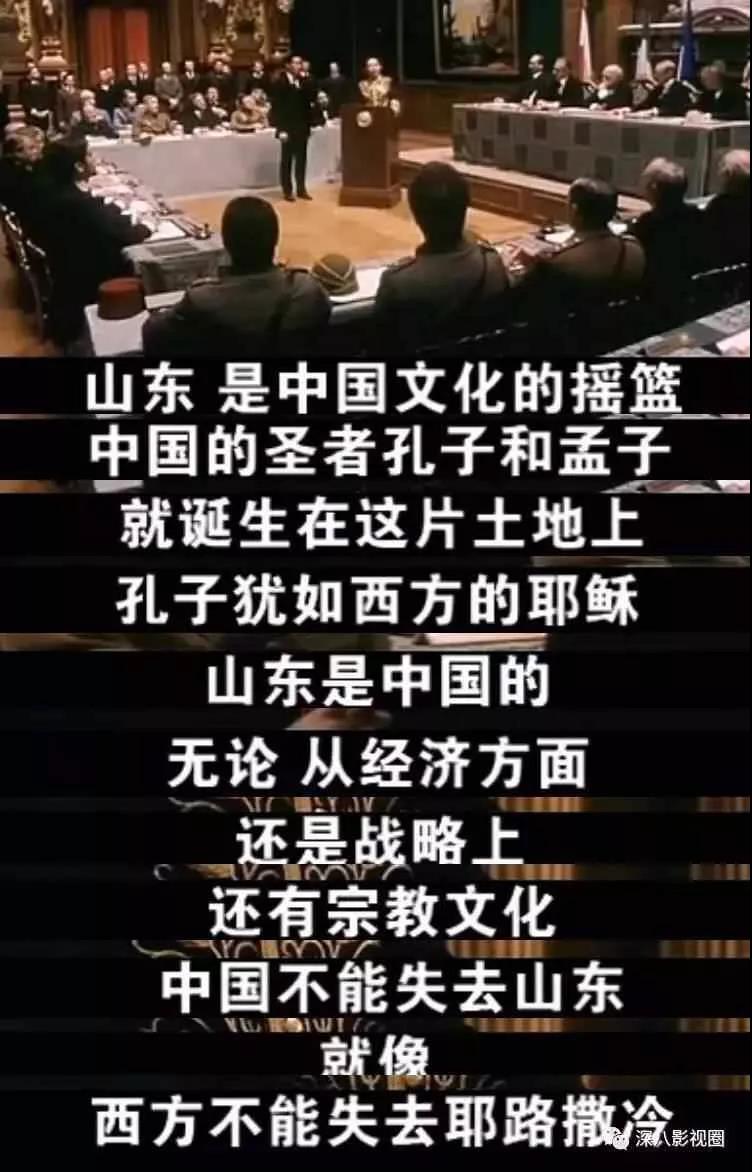 山东 是中国文化的摇篮
中国的圣者孔子和孟子
就诞生在这片土地上
孔子犹如西方的耶稣
山东是中国的
无论 从经济方面
还是战略上
还有宗教文化
中国不能失去山东
就像
西方不能失去耶路撒冷
深八影视圈